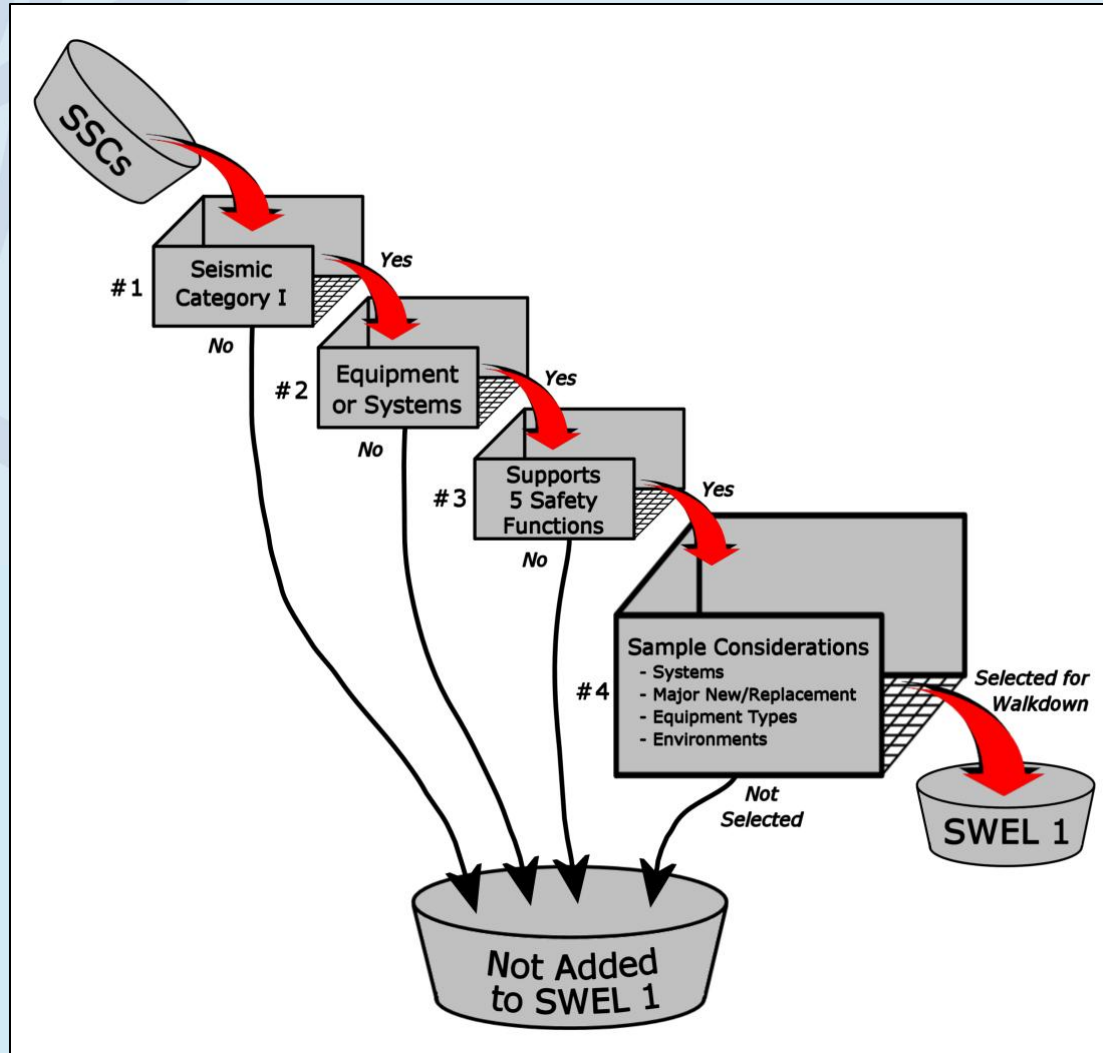 SSCs
#1
Seismic
Category I
Yes
No
#2
Equipment
or Systems
Yes
No
#3
Supports
5 Safety
Functions
Yes
No
#4
Sample Considerations
- Systems
- Major New/Replacement
- Equipment Types
- Environments
Selected for
Walkdown
Not
Selected
SWEL 1
Not Added
to SWEL 1